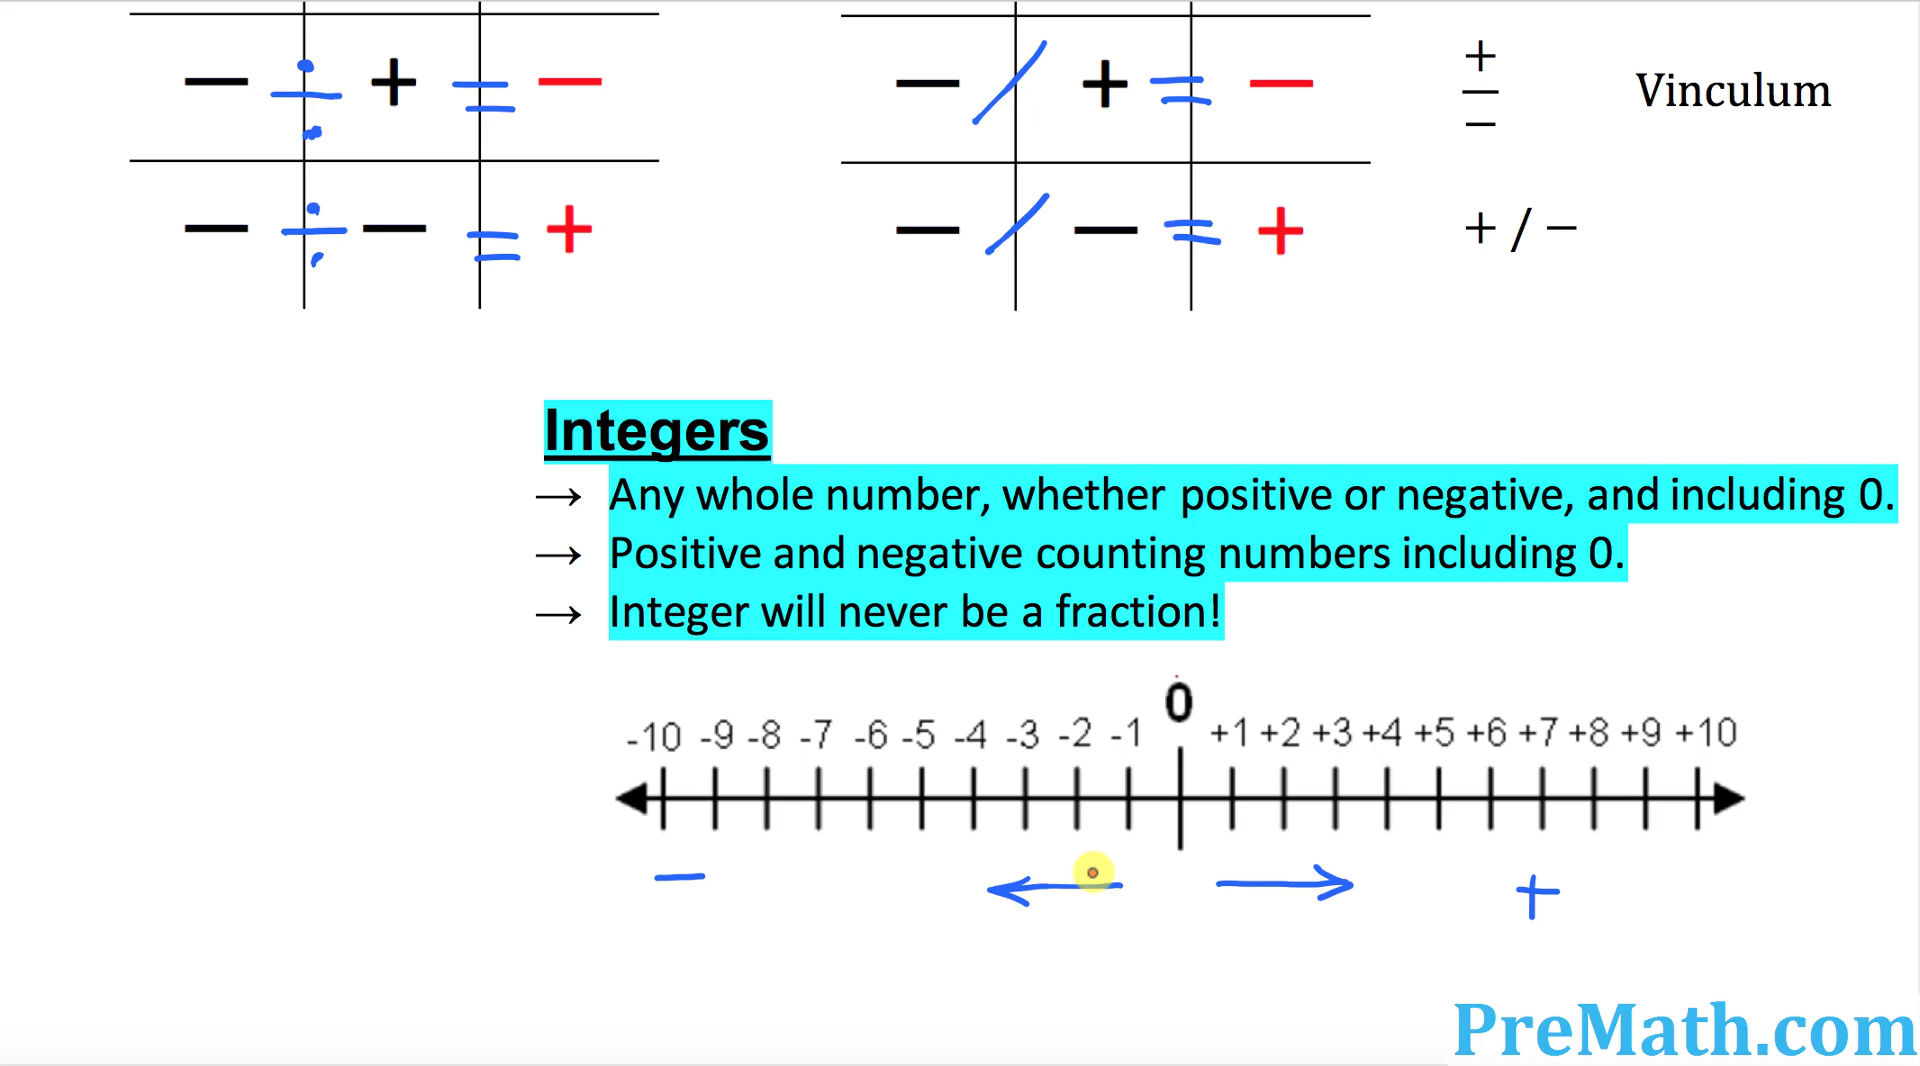 − ÷ + = −
− / + = −
+
−
Vinculum
− ÷ − = +
− / − = +
+ / −
Integers
→ Any whole number, whether positive or negative, and including 0.
→ Positive and negative counting numbers including 0.
→ Integer will never be a fraction!
-10 -9 -8 -7 -6 -5 -4 -3 -2 -1 0 +1 +2 +3 +4 +5 +6 +7 +8 +9 +10
− ← → +
PreMath.com